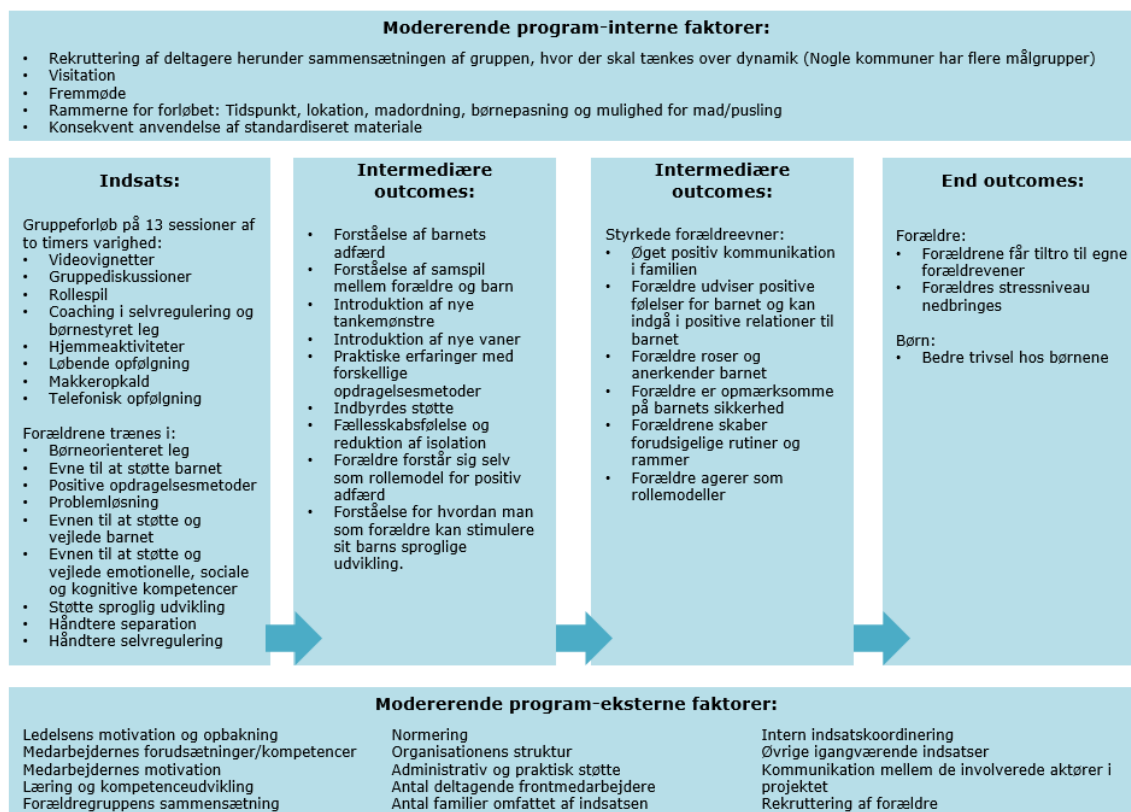 Modererende program-interne faktorer:
• Rekruttering af deltagere herunder sammensætningen af gruppen, hvor der skal tænkes over dynamik (Nogle kommuner har flere målgrupper)
• Visitation
• Fremmøde
• Rammerne for forløbet: Tidspunkt, lokation, madordning, børnepasning og mulighed for mad/pusling
• Konsekvent anvendelse af standardiseret materiale
Indsats:
Gruppeforløb på 13 sessioner af
to timers varighed:
• Videovignetter
• Gruppediskussioner
• Rollespil
• Coaching i selvregulering og
børnestyret leg
• Hjemmeaktiviteter
• Løbende opfølgning
• Makkeropkald
• Telefonisk opfølgning
Forældrene trænes i:
• Børneorienteret leg
• Evne til at støtte barnet
• Positive opdragelsesmetoder
• Problemløsning
• Evnen til at støtte og
vejlede barnet
• Evnen til at støtte og
vejlede emotionelle, sociale
og kognitive kompetencer
• Støtte sproglig udvikling
• Håndtere separation
• Håndtere selvregulering
Intermediære
outcomes:
• Forståelse af barnets
adfærd
• Forståelse af samspil
mellem forældre og barn
• Introduktion af nye
tankemønstre
• Introduktion af nye vaner
• Praktiske erfaringer med
forskellige
opdragelsesmetoder
• Indbyrdes støtte
• Fællesskabsfølelse og
reduktion af isolation
• Forældre forstår sig selv
som rollemodel for positiv
adfærd
• Forståelse for hvordan man
som forældre kan stimulere
sit barns sproglige
udvikling.
Intermediære
outcomes:
Styrkede forældreevner:
• Øget positiv kommunikation
i familien
• Forældre udviser positive
følelser for barnet og kan
indgå i positive relationer til
barnet
• Forældre roser og
anerkender barnet
• Forældre er opmærksomme
på barnets sikkerhed
• Forældrene skaber
forudsigelige rutiner og
rammer
• Forældre agerer som
rollemodeller
End outcomes:
Forældre:
• Forældrene får tiltro til egne
forældrevener
• Forældres stressniveau
nedbringes
Børn:
• Bedre trivsel hos børnene
Modererende program-eksterne faktorer:
Ledelsens motivation og opbakning
Medarbejdernes forudsætninger/kompetencer
Medarbejdernes motivation
Læring og kompetenceudvikling
Forældregruppens sammensætning
Normering
Organisationens struktur
Administrativ og praktisk støtte
Antal deltagende frontmedarbejdere
Antal familier omfattet af indsatsen
Intern indsatskoordinering
Øvrige igangværende indsatser
Kommunikation mellem de involverede aktører i
projektet
Rekruttering af forældre